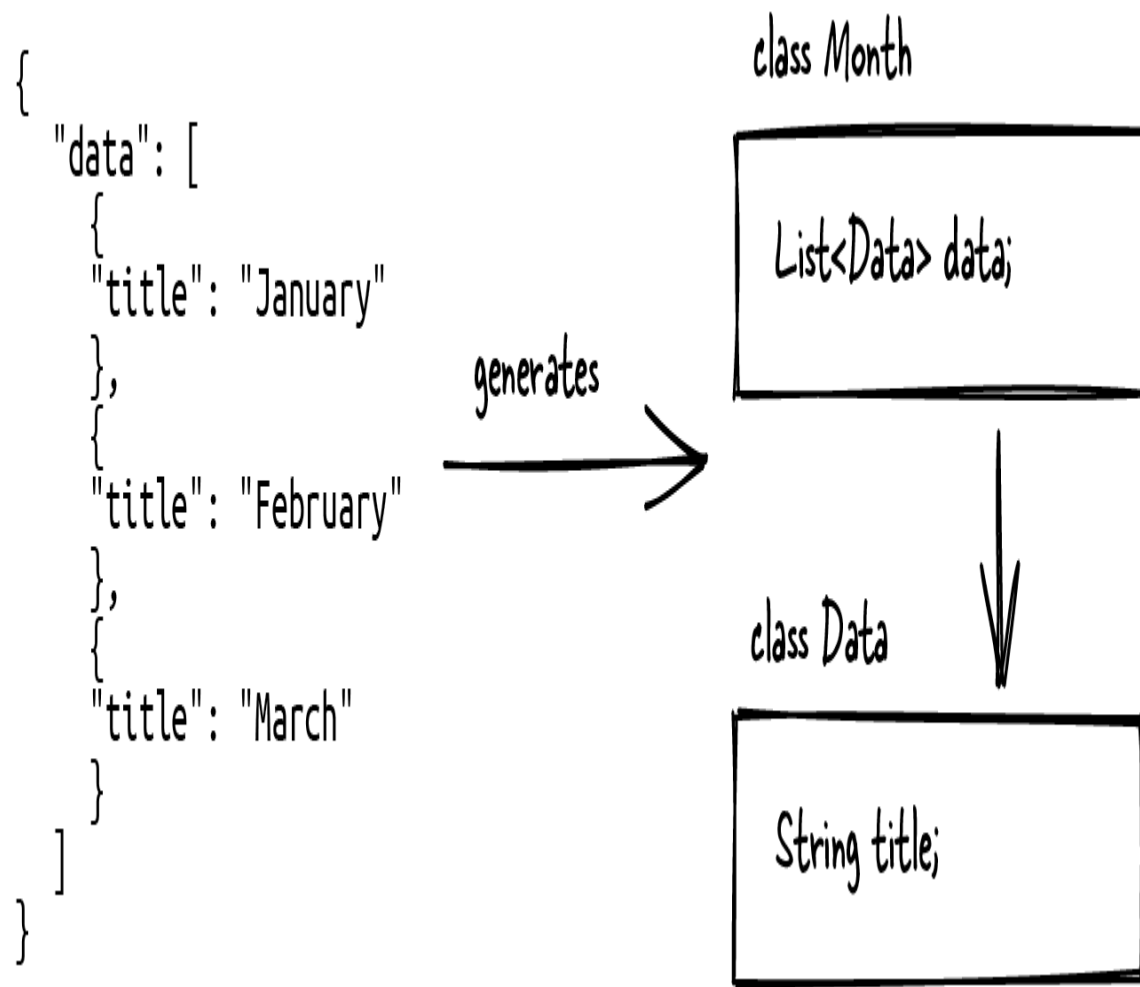 {
"data": [
{
"title": "January"
},
{
"title": "February"
},
{
"title": "March"
}
]
}
generates
class Month
List<Data> data;
class Data
String title;